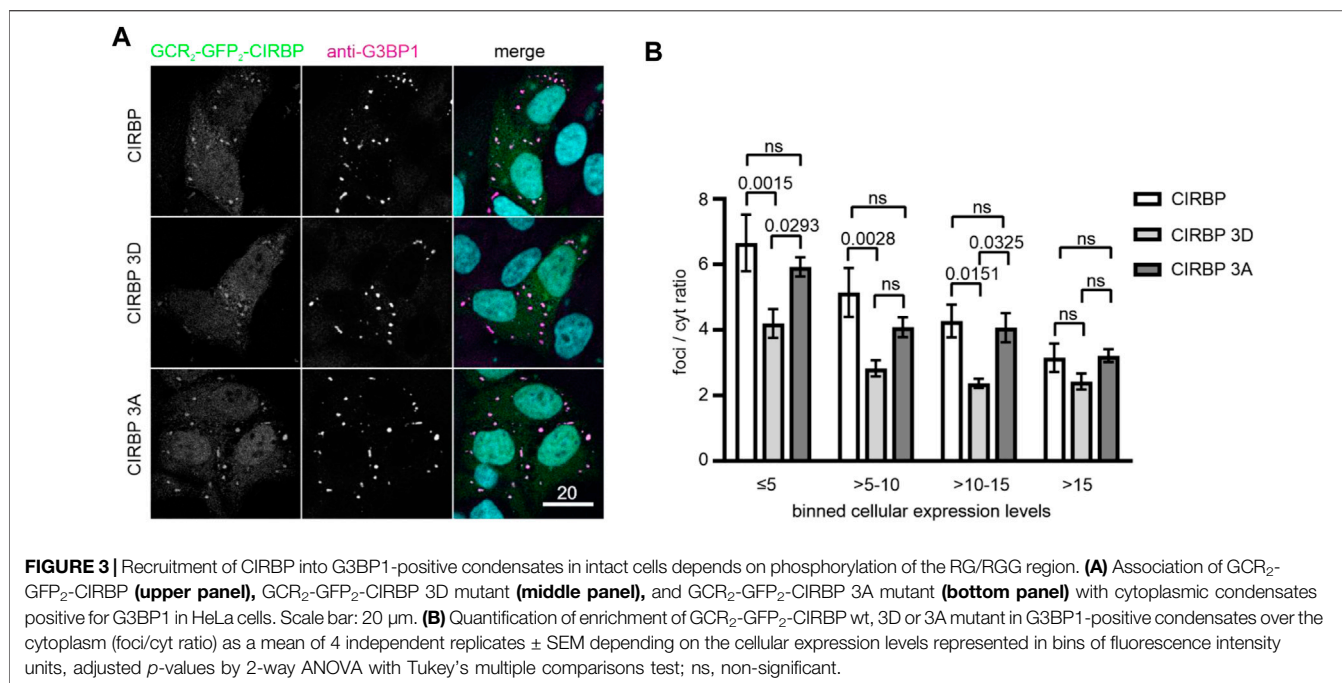 A
GCR2-GFP2-CIRBP anti-G3BP1 merge
CIRBP
CIRBP 3D
CIRBP 3A
20
B
ns
0.0015
0.0293
ns
0.0028
ns
ns
0.0151
0.0325
ns
ns
ns
CIRBP
CIRBP 3D
CIRBP 3A
foci / cyt ratio
8
6
4
2
0
≤5 >5-10 >10-15 >15
binned cellular expression levels
FIGURE 3 | Recruitment of CIRBP into G3BP1-positive condensates in intact cells depends on phosphorylation of the RG/RGG region. (A) Association of GCR2-
GFP2-CIRBP (upper panel), GCR2-GFP2-CIRBP 3D mutant (middle panel), and GCR2-GFP2-CIRBP 3A mutant (bottom panel) with cytoplasmic condensates
positive for G3BP1 in HeLa cells. Scale bar: 20 µm. (B) Quantification of enrichment of GCR2-GFP2-CIRBP wt, 3D or 3A mutant in G3BP1-positive condensates over the
cytoplasm (foci/cyt ratio) as a mean of 4 independent replicates ± SEM depending on the cellular expression levels represented in bins of fluorescence intensity
units, adjusted p-values by 2-way ANOVA with Tukey's multiple comparisons test; ns, non-significant.